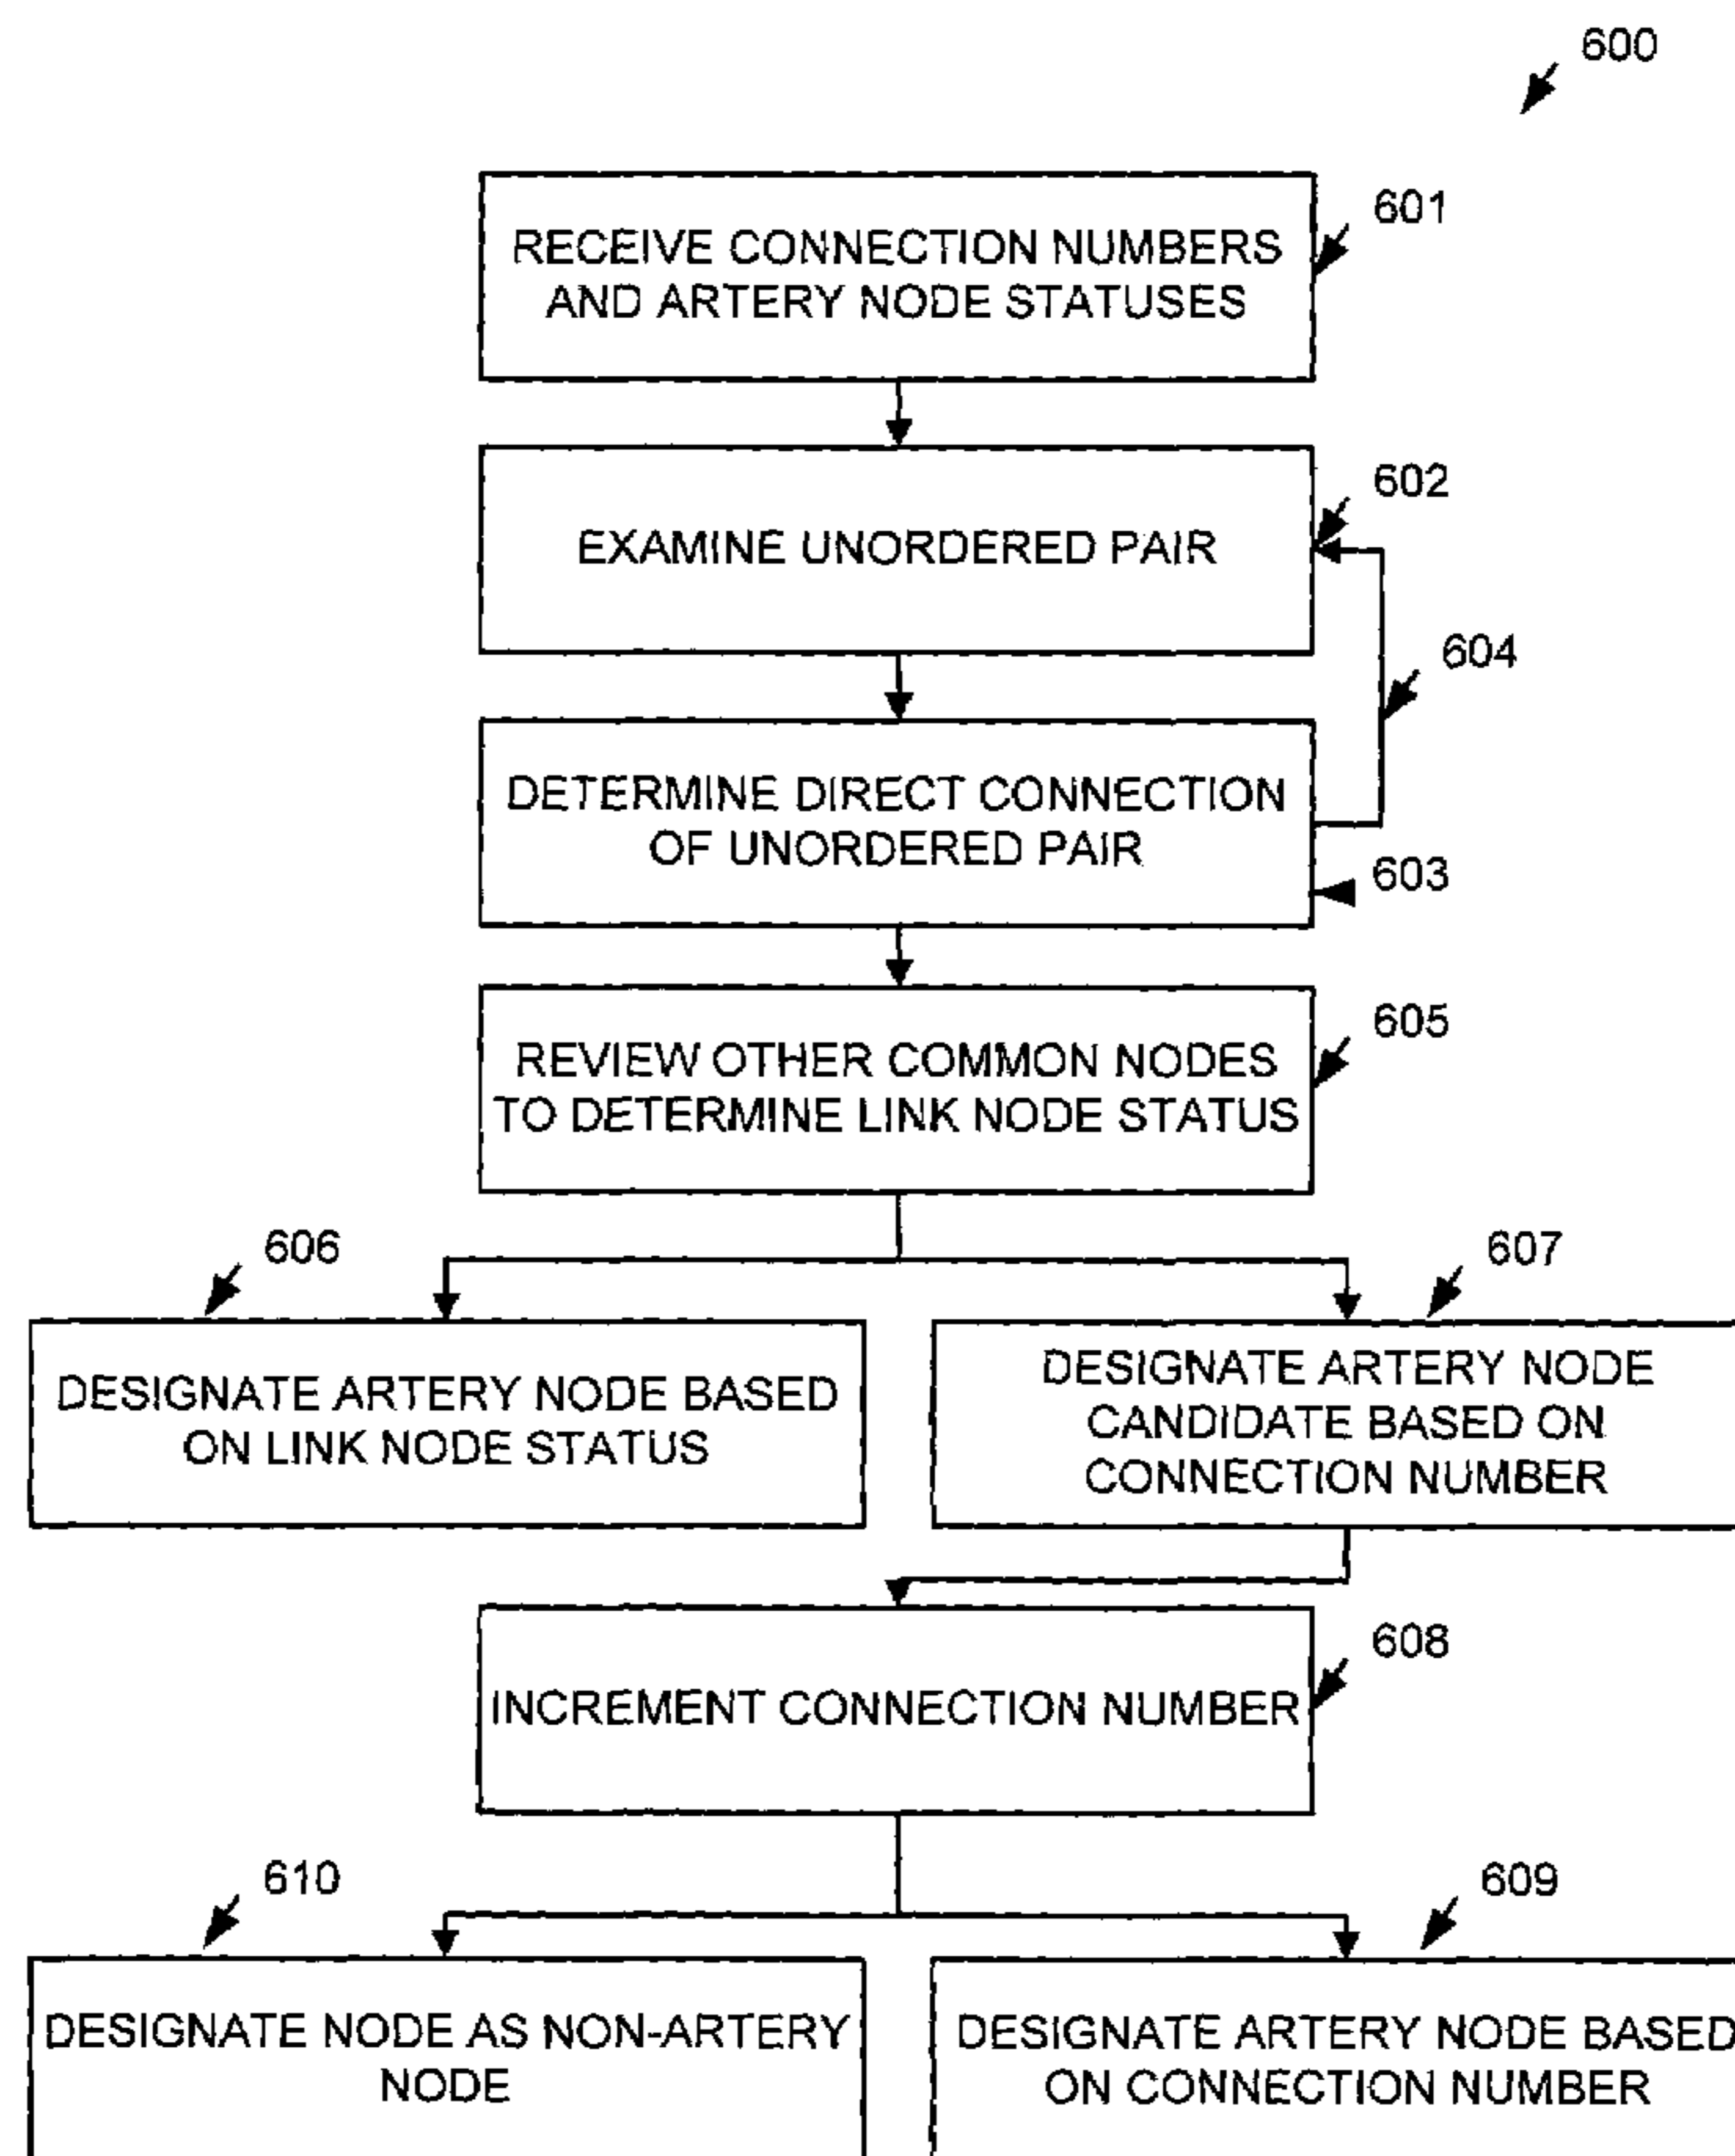 600
601
RECEIVE CONNECTION NUMBERS
AND ARTERY NODE STATUSES
602
EXAMINE UNORDERED PAIR
604
DETERMINE DIRECT CONNECTION
OF UNORDERED PAIR
603
605
REVIEW OTHER COMMON NODES
TO DETERMINE LINK NODE STATUS
606
607
DESIGNATE ARTERY NODE BASED
ON LINK NODE STATUS
DESIGNATE ARTERY NODE
CANDIDATE BASED ON
CONNECTION NUMBER
608
INCREMENT CONNECTION NUMBER
610
609
DESIGNATE NODE AS NON-ARTERY
NODE
DESIGNATE ARTERY NODE BASED
ON CONNECTION NUMBER